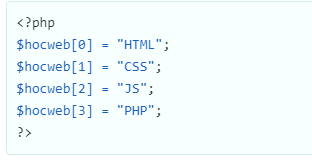 <?php
$hocweb[0] = "HTML";
$hocweb[1] = "CSS";
$hocweb[2] = "JS";
$hocweb[3] = "PHP";
?>